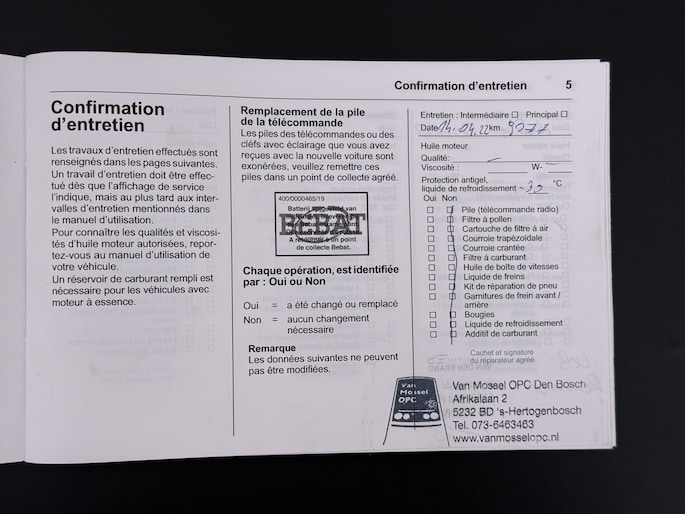 Confirmation d'entretien 5
Confirmation
d'entretien
Les travaux d'entretien effectués sont
renseignés dans les pages suivantes.
Un travail d'entretien doit être effec-
tué dès que l'affichage de service
l'indique, mais au plus tard aux inter-
valles d'entretien mentionnés dans
le manuel d'utilisation.
Pour connaître les qualités et viscosi-
tés d'huile moteur autorisées, repor-
tez-vous au manuel d'utilisation de
votre véhicule.
Un réservoir de carburant rempli est
nécessaire pour les véhicules avec
moteur à essence.
Remplacement de la pile
de la télécommande
Les piles des télécommandes ou des
clefs avec éclairage que vous avez
reçues avec la nouvelle voiture sont
exonérées, veuillez remettre ces
piles dans un point de collecte agréé.
400/0000465/19
BEBAT
A retourner à un point
de collecte Bebat.
Chaque opération, est identifiée
par : Oui ou Non
Oui = a été changé ou remplacé
Non = aucun changement
nécessaire
Remarque
Les données suivantes ne peuvent
pas être modifiées.
Entretien : Intermédiaire ☐ Principal ☐
Date 14.04.22 km 9077
Huile moteur
Qualité:
Viscosité : W-
Protection antigel,
liquide de refroidissement °C
Oui Non
☐ ☐ Pile (télécommande radio)
☐ ☐ Filtre à pollen
☐ ☐ Cartouche de filtre à air
☐ ☐ Courroie trapézoïdale
☐ ☐ Courroie crantée
☐ ☐ Filtre à carburant
☐ ☐ Huile de boîte de vitesses
☐ ☐ Liquide de freins
☐ ☐ Kit de réparation de pneu
☐ ☐ Garnitures de frein avant /
arrière
☐ ☐ Bougies
☐ ☐ Liquide de refroidissement
☐ ☐ Additif de carburant
Cachet et signature
du réparateur agréé
Van
Mossel
OPC
Van Mossel OPC Den Bosch
Afrikalaan 2
5232 BD 's-Hertogenbosch
Tel. 073-6463463
www.vanmosselopc.nl